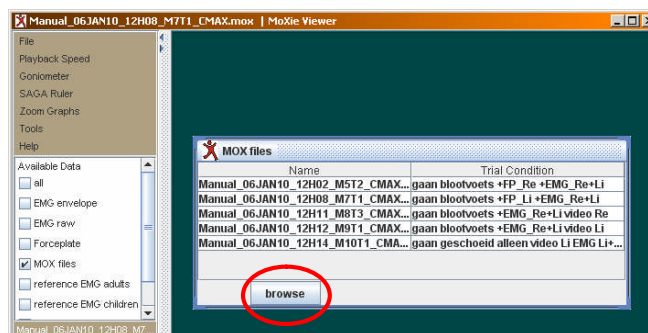 Manual_06JAN10_12H08_M7T1_CMAX.mox | MoXie Viewer
File
Playback Speed
Goniometer
SAGA Ruler
Zoom Graphs
Tools
Help
Available Data
all
EMG envelope
EMG raw
Forceplate
MOX files
reference EMG adults
reference EMG children
Manual_06JAN10_12H08_M7
MOX files
Name Trial Condition
Manual_06JAN10_12H02_M5T2_CMAX... gaan blootvoets +FP_Re +EMG_Re+Li
Manual_06JAN10_12H08_M7T1_CMAX... gaan blootvoets +FP_Li +EMG_Re+Li
Manual_06JAN10_12H11_M8T3_CMAX... gaan blootvoets +EMG_Re+Li video Re
Manual_06JAN10_12H12_M9T1_CMAX... gaan blootvoets +EMG_Re+Li video Li
Manual_06JAN10_12H14_M10T1_CMA... gaan geschoeid alleen video Li EMG Li+...
browse